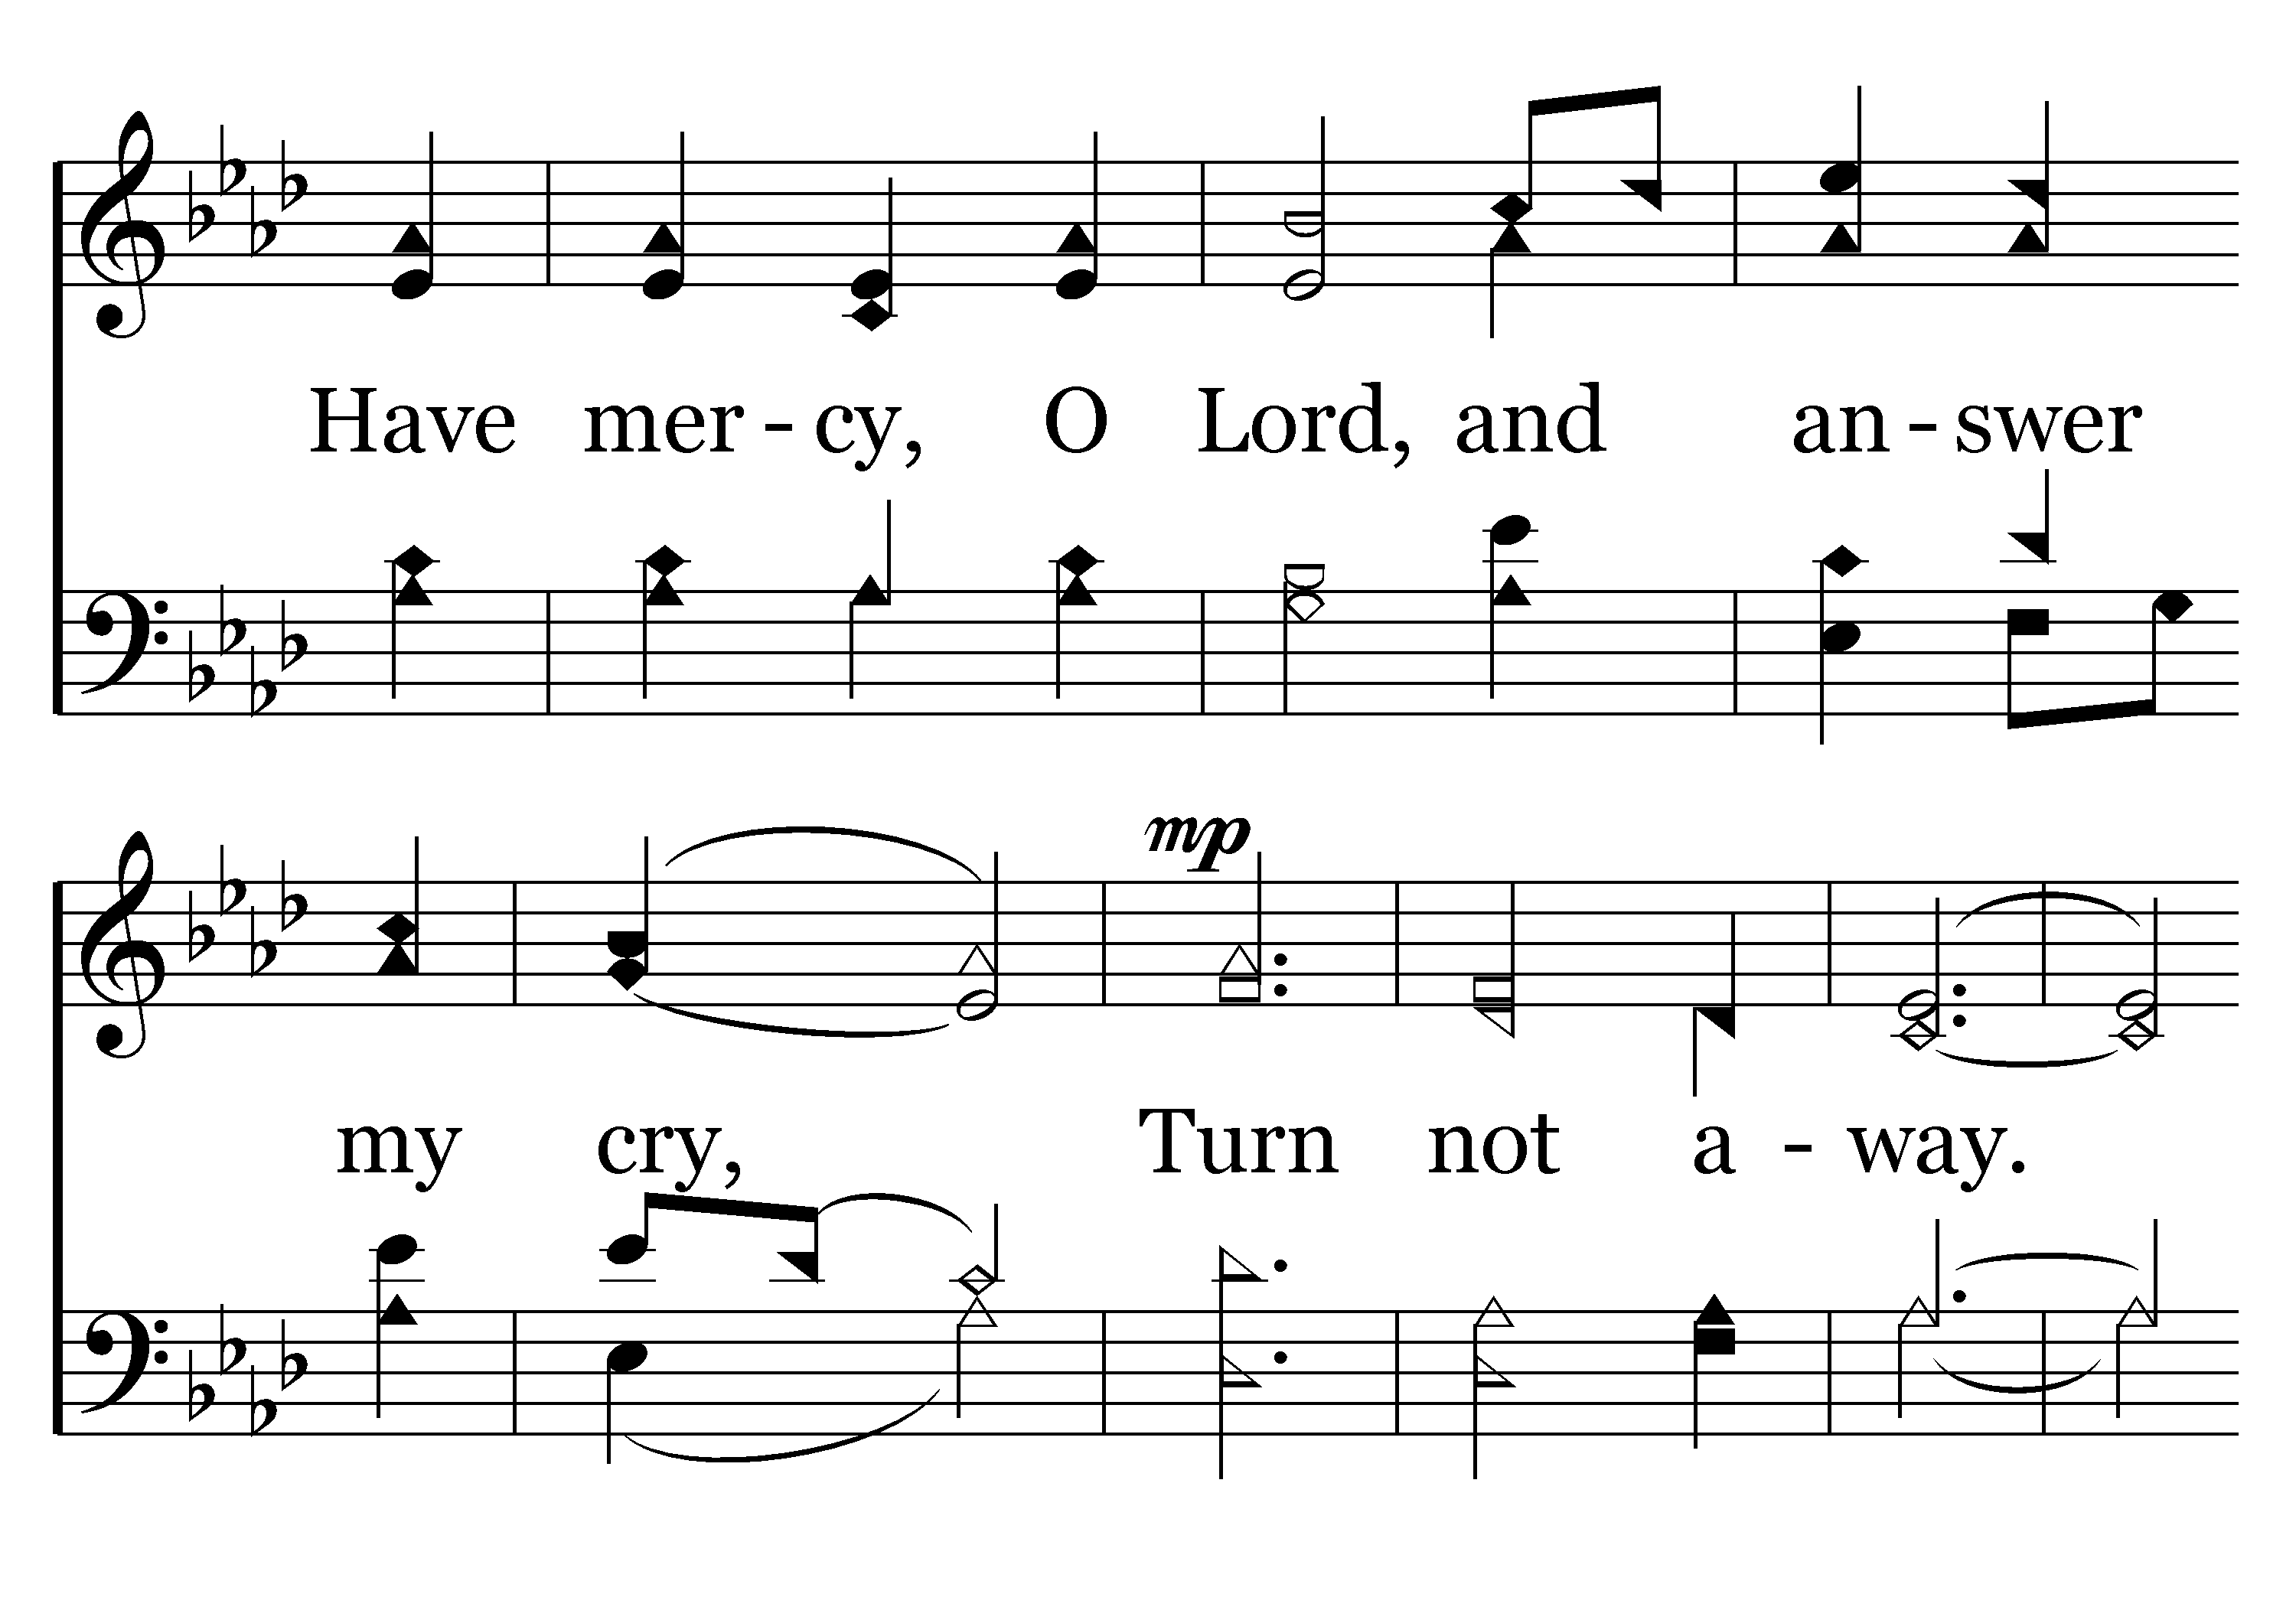 Have mer - cy, O Lord, and an - swer
mp
my cry, Turn not a - way.